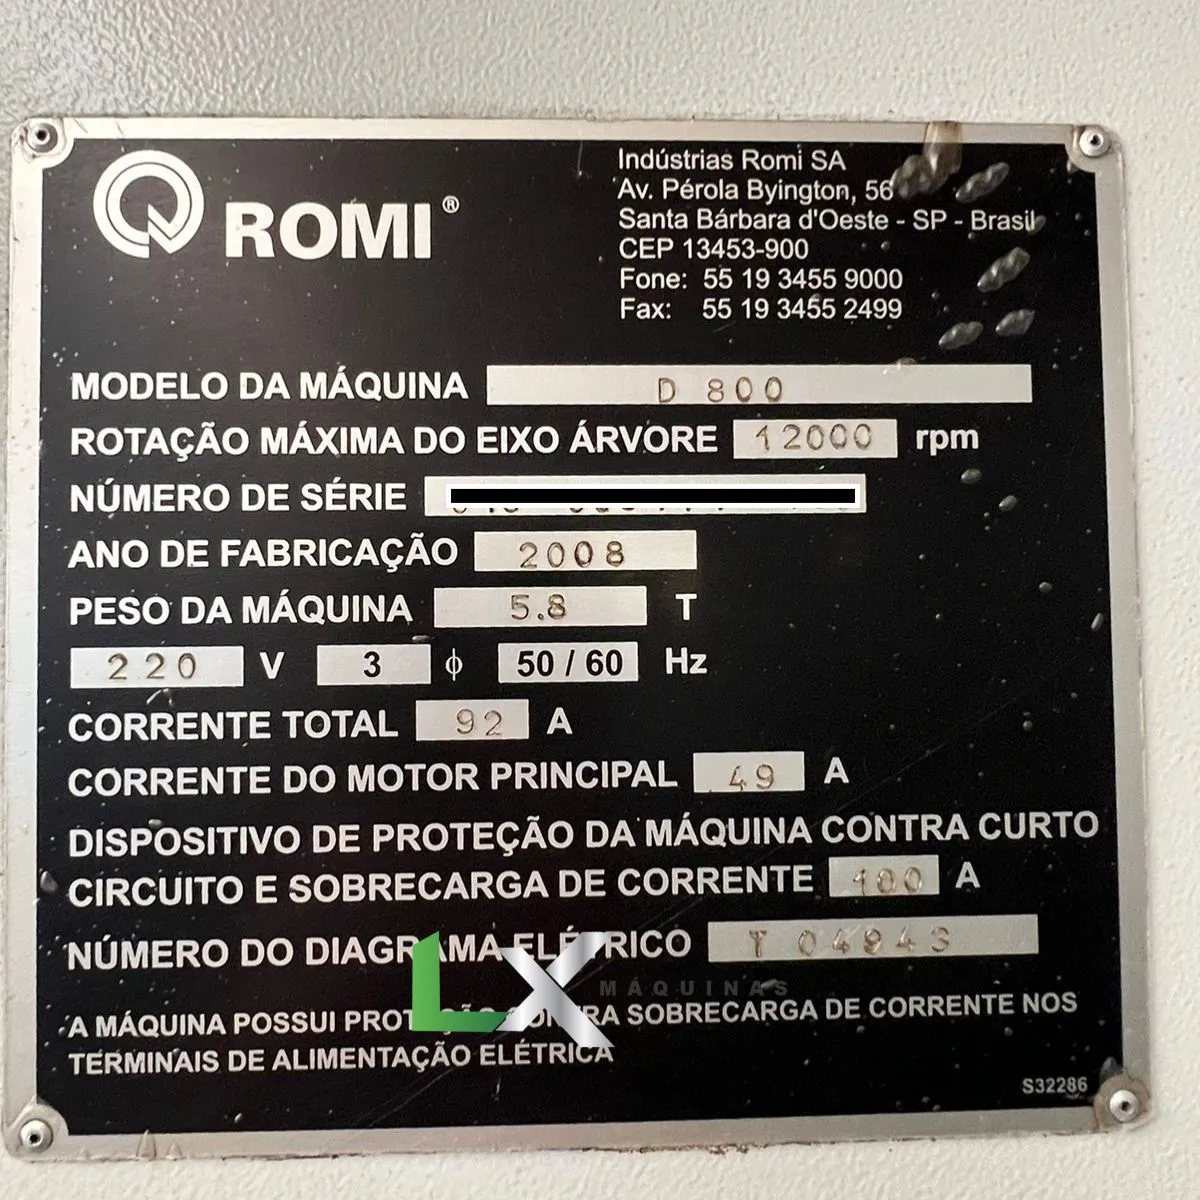 ROMI®
Indústrias Romi SA
Av. Pérola Byington, 56
Santa Bárbara d'Oeste - SP - Brasil
CEP 13453-900
Fone: 55 19 3455 9000
Fax: 55 19 3455 2499
MODELO DA MÁQUINA D 800
ROTAÇÃO MÁXIMA DO EIXO ÁRVORE 12000 rpm
NÚMERO DE SÉRIE
ANO DE FABRICAÇÃO 2008
PESO DA MÁQUINA 5.8 T
220 V 3 ϕ 50 / 60 Hz
CORRENTE TOTAL 92 A
CORRENTE DO MOTOR PRINCIPAL 49 A
DISPOSITIVO DE PROTEÇÃO DA MÁQUINA CONTRA CURTO
CIRCUITO E SOBRECARGA DE CORRENTE 100 A
NÚMERO DO DIAGRAMA ELÉTRICO T 04943
LX MÁQUINAS
A MÁQUINA POSSUI PROTEÇÃO CONTRA SOBRECARGA DE CORRENTE NOS
TERMINAIS DE ALIMENTAÇÃO ELÉTRICA
S32286